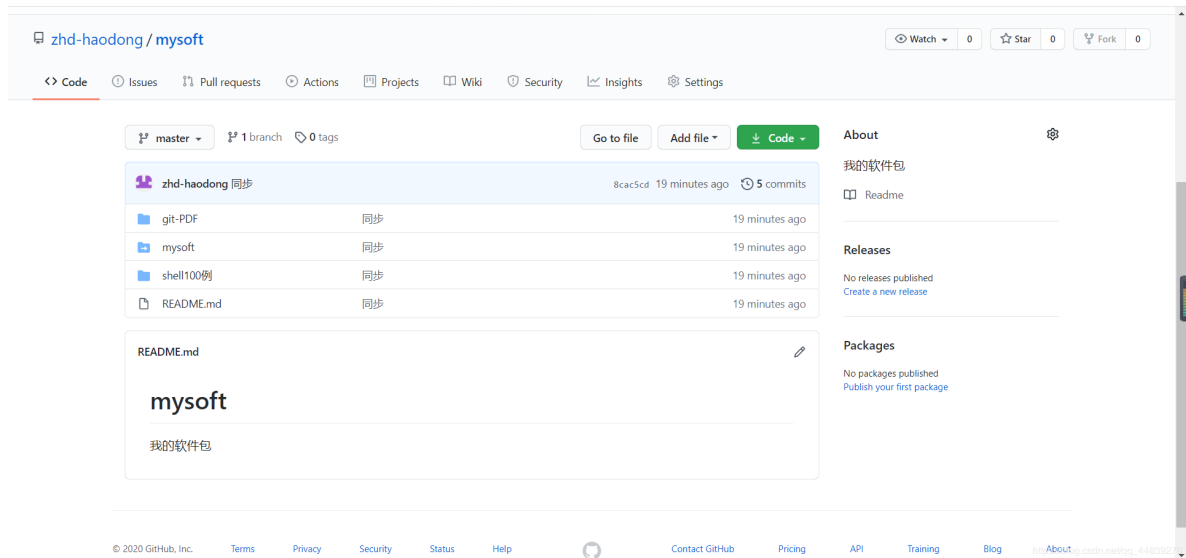 zhd-haodong / mysoft
Watch 0 Star 0 Fork 0
Code Issues Pull requests Actions Projects Wiki Security Insights Settings
master 1 branch 0 tags Go to file Add file Code
zhd-haodong 同步 8cac5cd 19 minutes ago 5 commits
git-PDF 同步 19 minutes ago
mysoft 同步 19 minutes ago
shell100例 同步 19 minutes ago
README.md 同步 19 minutes ago
README.md
mysoft
我的软件包
About
我的软件包
Readme
Releases
No releases published
Create a new release
Packages
No packages published
Publish your first package
© 2020 GitHub, Inc. Terms Privacy Security Status Help Contact GitHub Pricing API Training Blog About